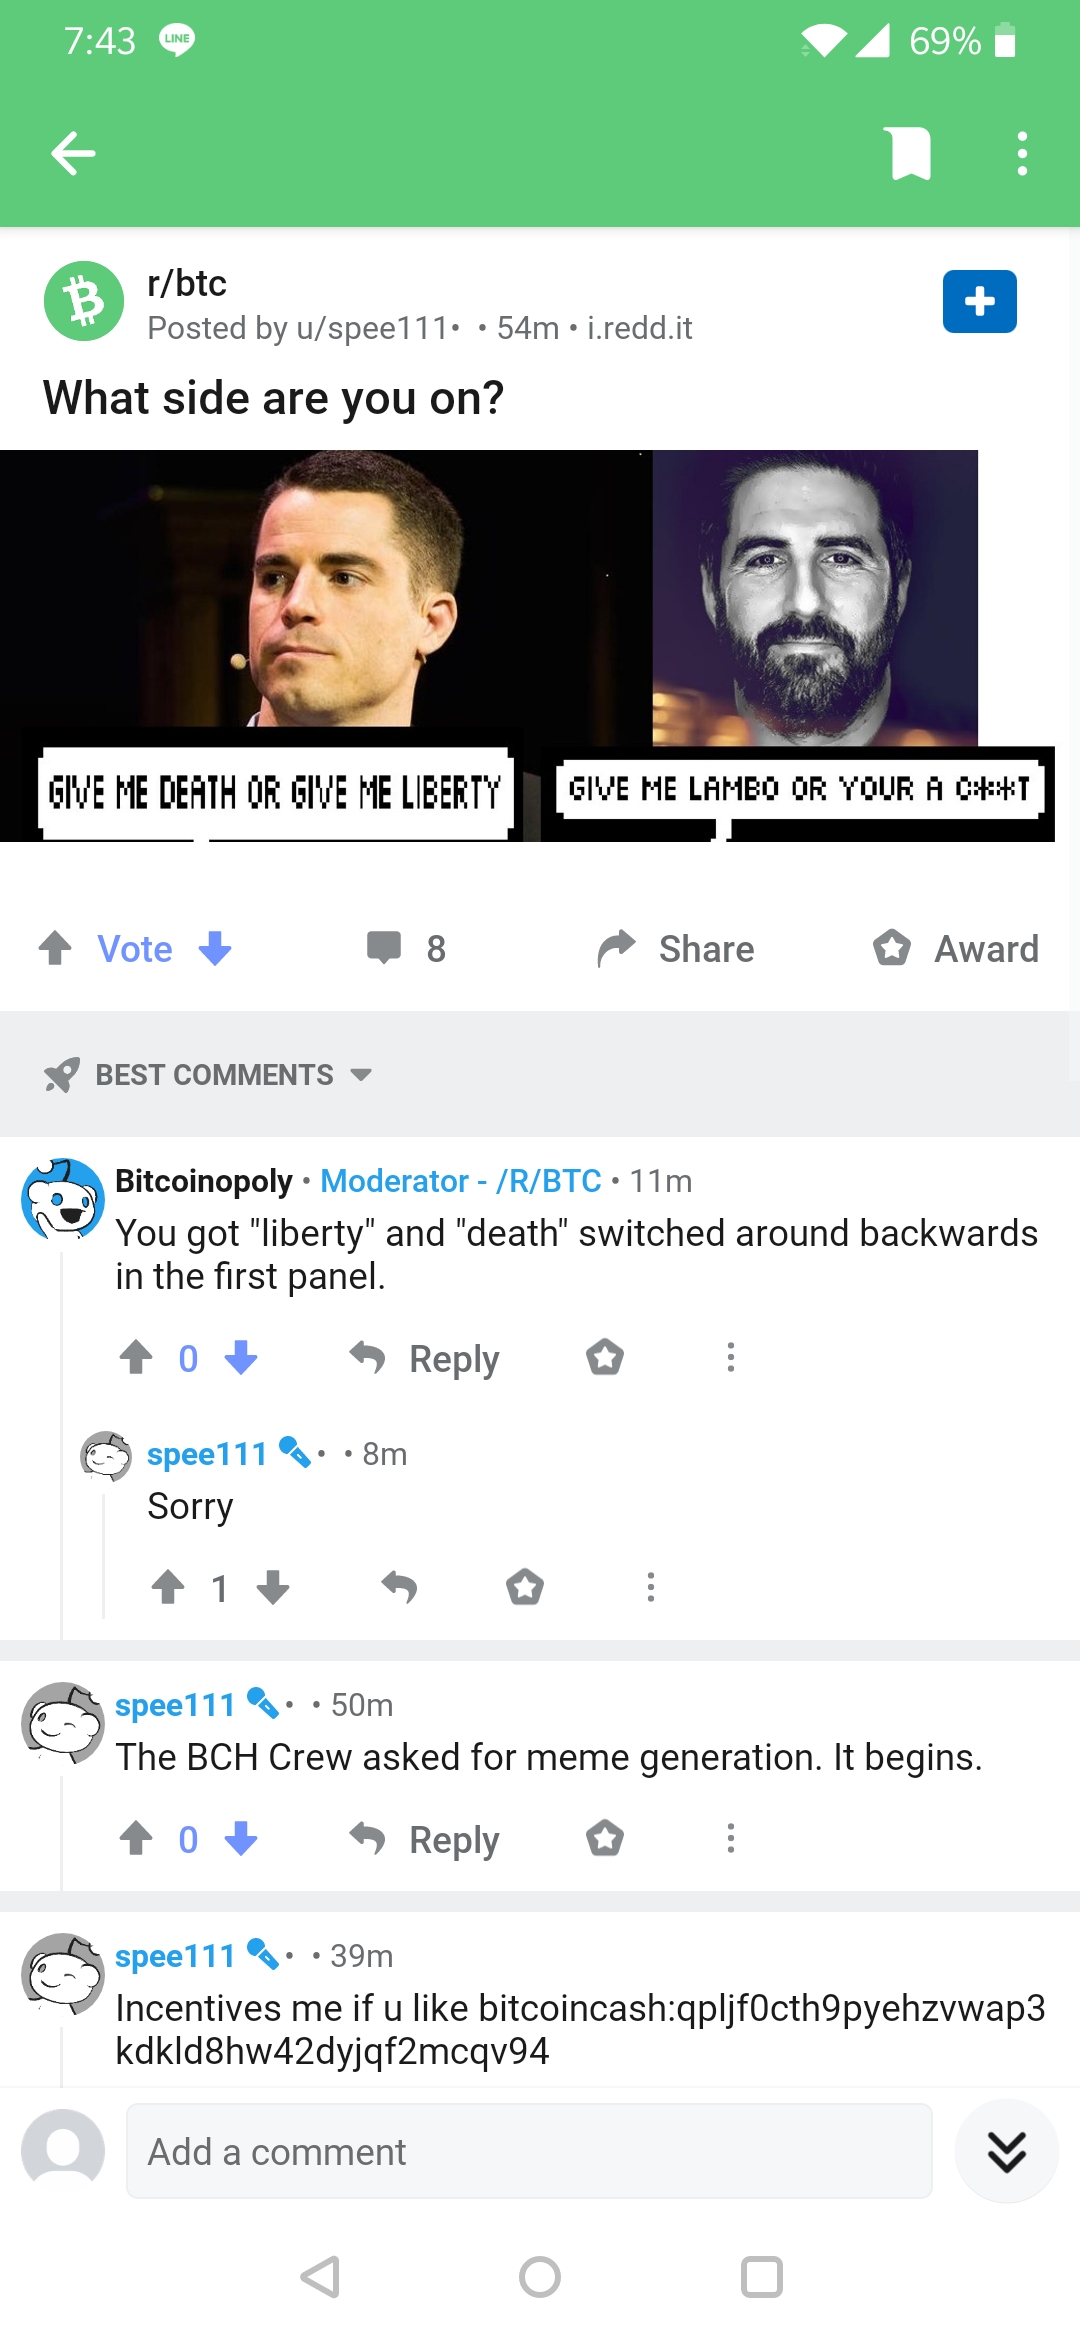 7:43 LINE 69%
r/btc
Posted by u/spee111• • 54m • i.redd.it
What side are you on?
GIVE ME DEATH OR GIVE ME LIBERTY
GIVE ME LAMBO OR YOUR A C**T
Vote 8 Share Award
BEST COMMENTS
Bitcoinopoly • Moderator - /R/BTC • 11m
You got "liberty" and "death" switched around backwards
in the first panel.
0 Reply
spee111 • • 8m
Sorry
1
spee111 • • 50m
The BCH Crew asked for meme generation. It begins.
0 Reply
spee111 • • 39m
Incentives me if u like bitcoincash:qpljf0cth9pyehzvwap3
kdkld8hw42dyjqf2mcqv94
Add a comment